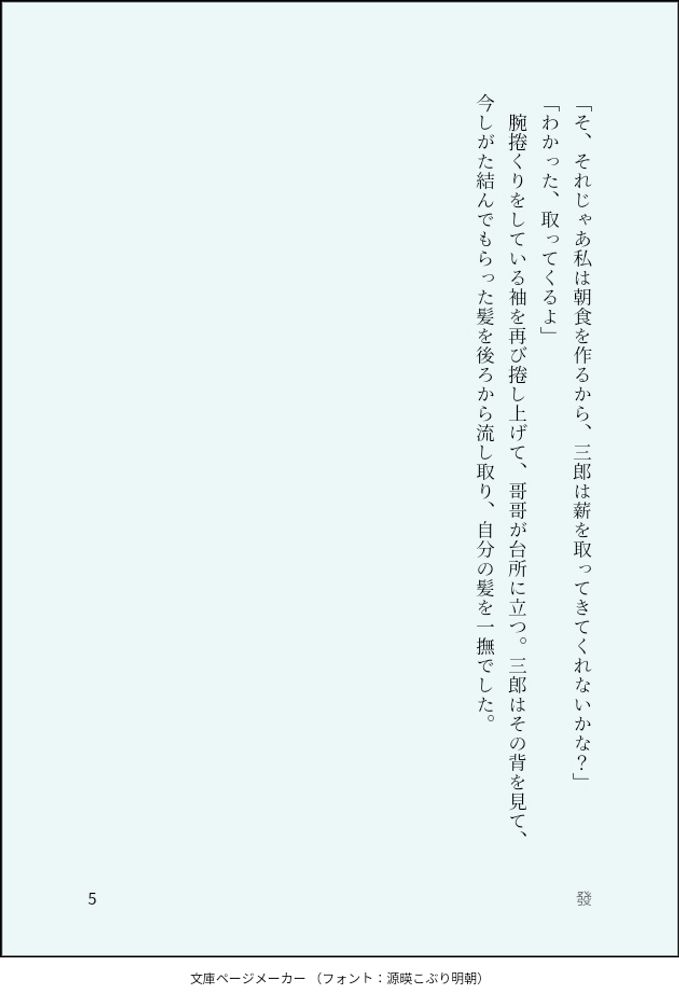 「そ、それじゃあ私は朝食を作るから、三郎は薪を取ってきてくれないかな？」
「わかった、取ってくるよ」
　腕捲くりをしている袖を再び捲し上げて、哥哥が台所に立つ。三郎はその背を見て、
今しがた結んでもらった髪を後ろから流し取り、自分の髪を一撫でした。
發
5
文庫ページメーカー （フォント：源暎こぶり明朝）